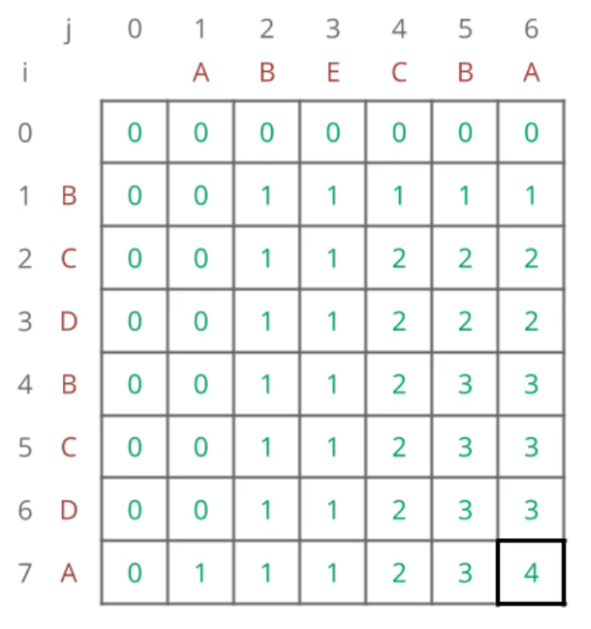 j 0 1 2 3 4 5 6
i A B E C B A
0 0 0 0 0 0 0 0
1 B 0 0 1 1 1 1 1
2 C 0 0 1 1 2 2 2
3 D 0 0 1 1 2 2 2
4 B 0 0 1 1 2 3 3
5 C 0 0 1 1 2 3 3
6 D 0 0 1 1 2 3 3
7 A 0 1 1 1 2 3 4